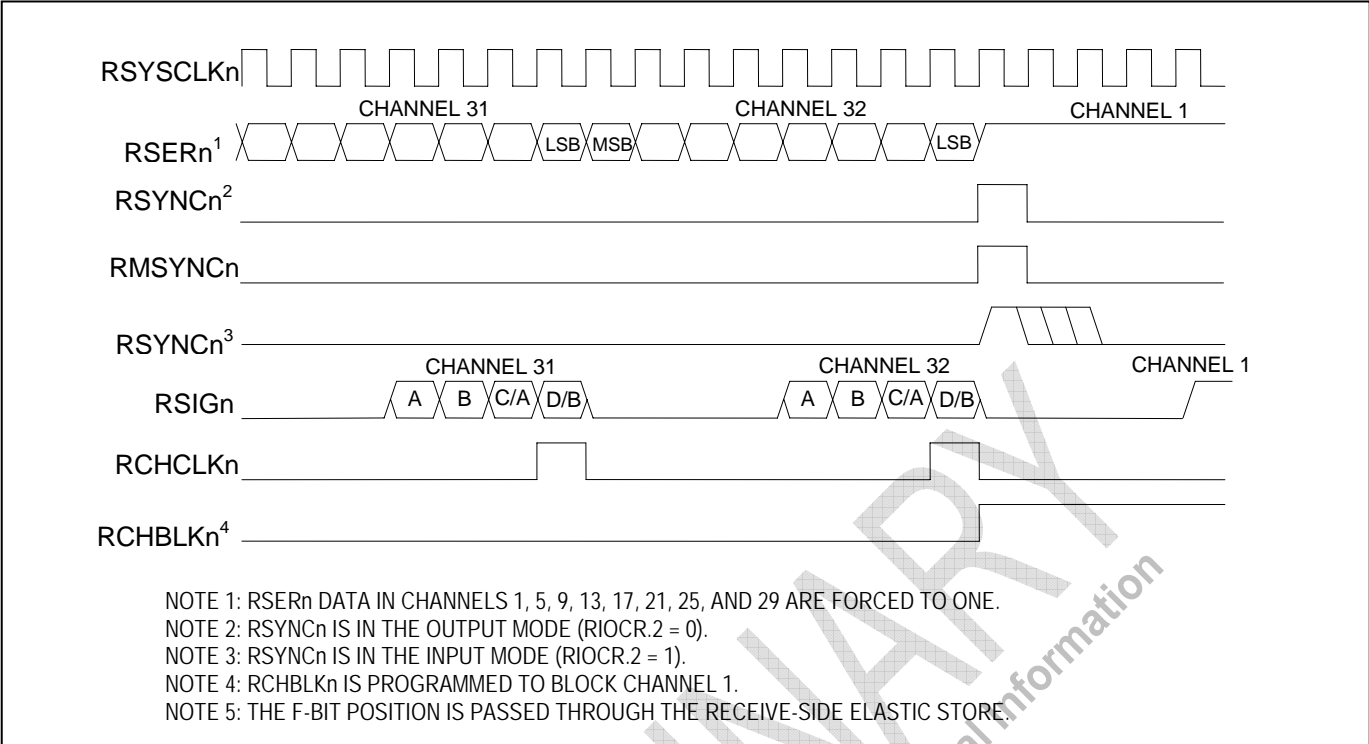 RSYSCLKn
CHANNEL 31 CHANNEL 32 CHANNEL 1
RSERn1 LSB MSB LSB
RSYNCn2
RMSYNCn
RSYNCn3
CHANNEL 31 CHANNEL 32 CHANNEL 1
RSIGn A B C/A D/B A B C/A D/B
RCHCLKn
RCHBLKn4
NOTE 1: RSERn DATA IN CHANNELS 1, 5, 9, 13, 17, 21, 25, AND 29 ARE FORCED TO ONE.
NOTE 2: RSYNCn IS IN THE OUTPUT MODE (RIOCR.2 = 0).
NOTE 3: RSYNCn IS IN THE INPUT MODE (RIOCR.2 = 1).
NOTE 4: RCHBLKn IS PROGRAMMED TO BLOCK CHANNEL 1.
NOTE 5: THE F-BIT POSITION IS PASSED THROUGH THE RECEIVE-SIDE ELASTIC STORE.
NARY
Information